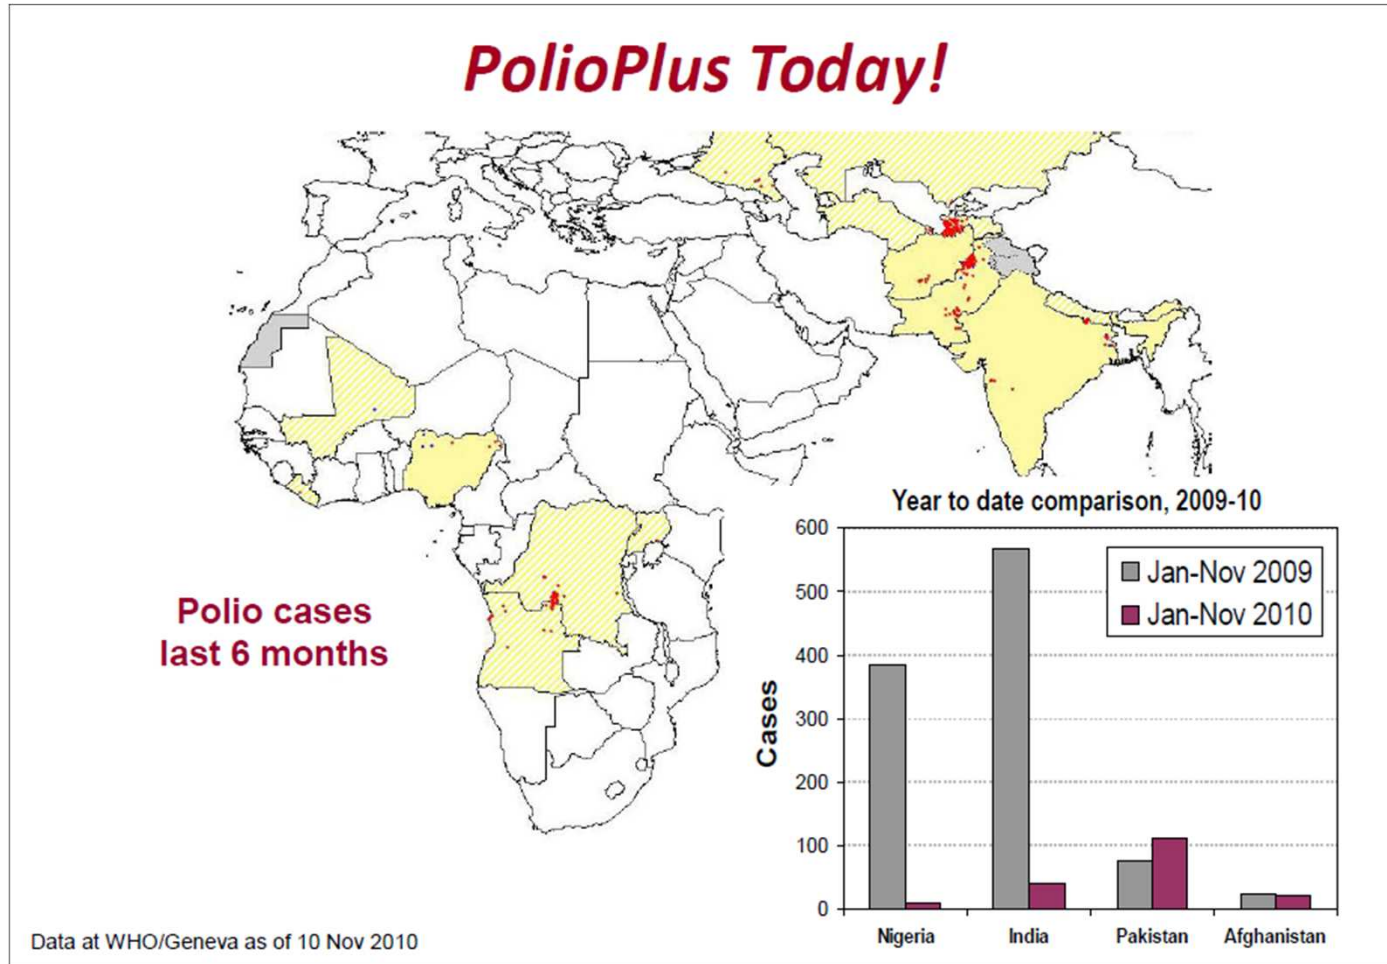 PolioPlus Today!
Polio cases
last 6 months
Year to date comparison, 2009-10
600
500
400
300
200
100
0
Cases
Jan-Nov 2009
Jan-Nov 2010
Nigeria
India
Pakistan
Afghanistan
Data at WHO/Geneva as of 10 Nov 2010